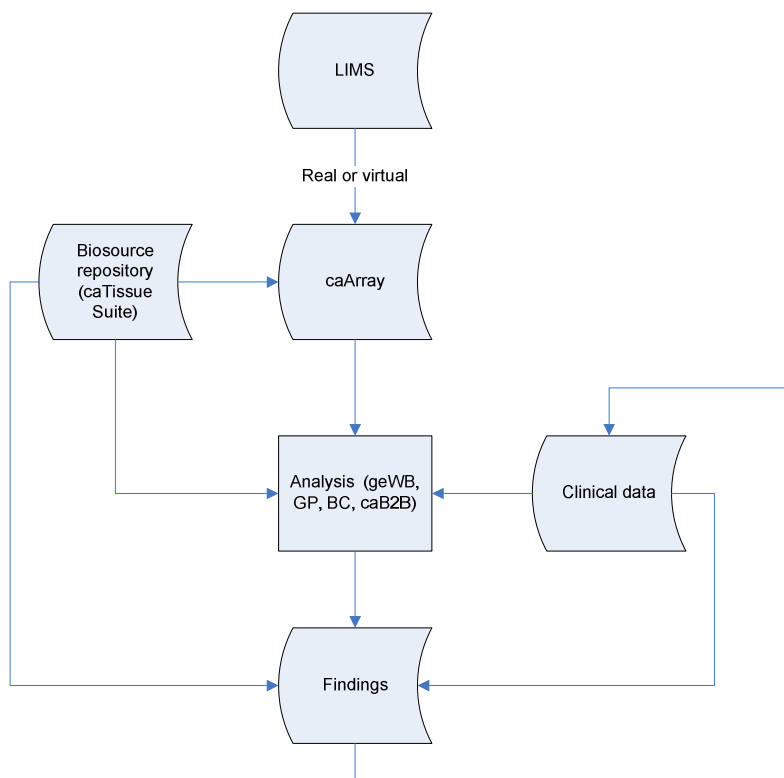 LIMS
Real or virtual
Biosource
repository
(caTissue
Suite)
caArray
Analysis (geWB,
GP, BC, caB2B)
Clinical data
Findings